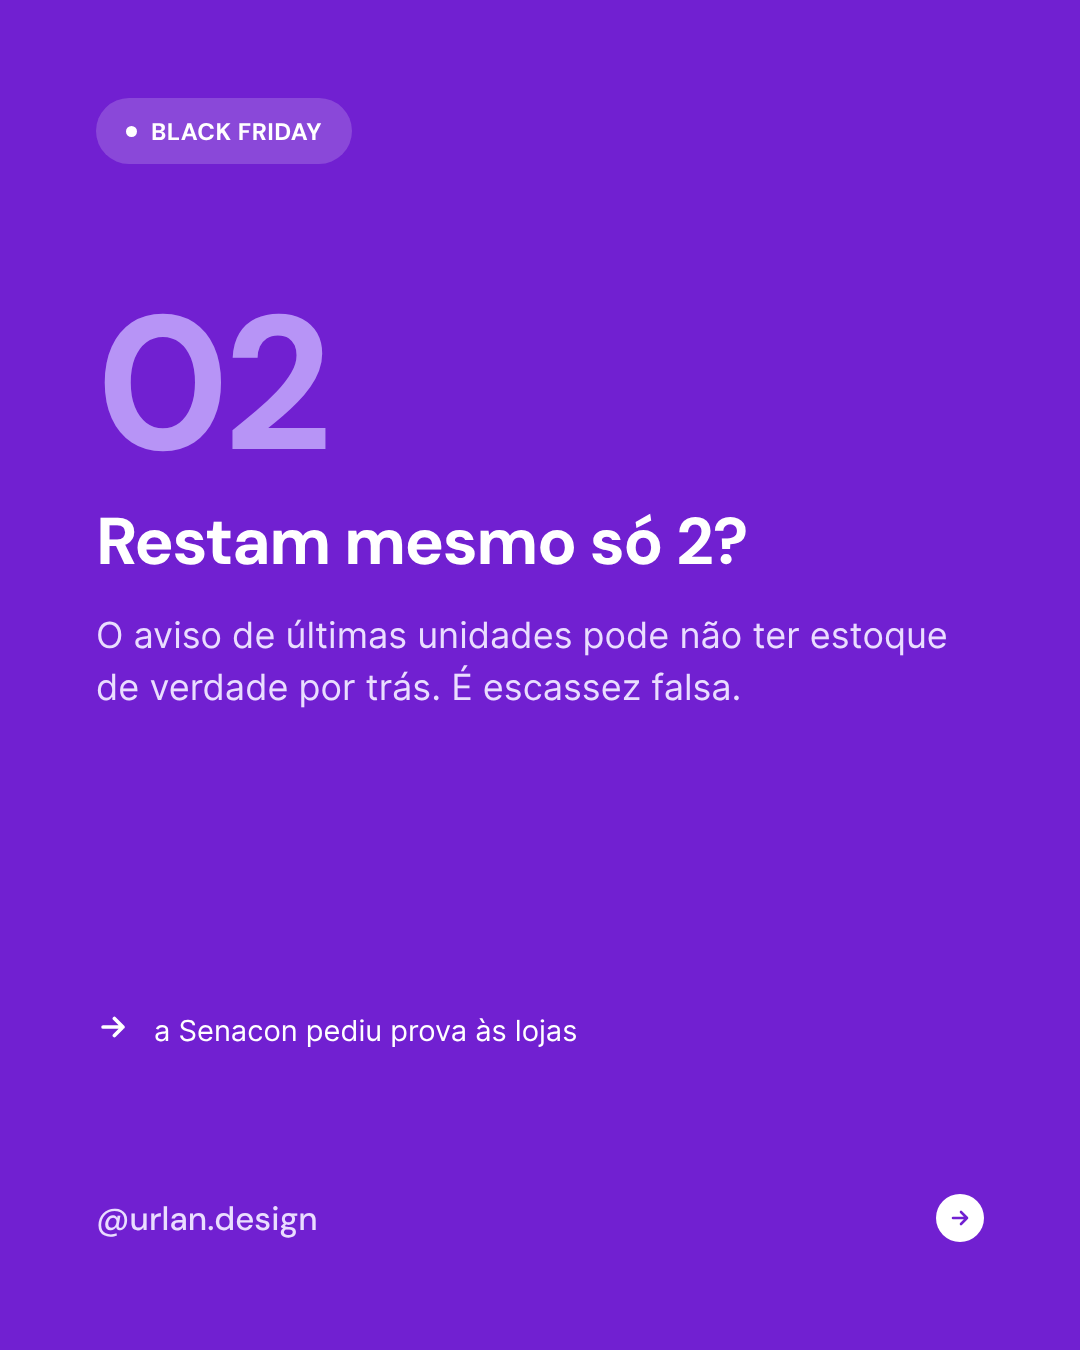 BLACK FRIDAY
02
Restam mesmo só 2?
O aviso de últimas unidades pode não ter estoque
de verdade por trás. É escassez falsa.
→ a Senacon pediu prova às lojas
@urlan.design